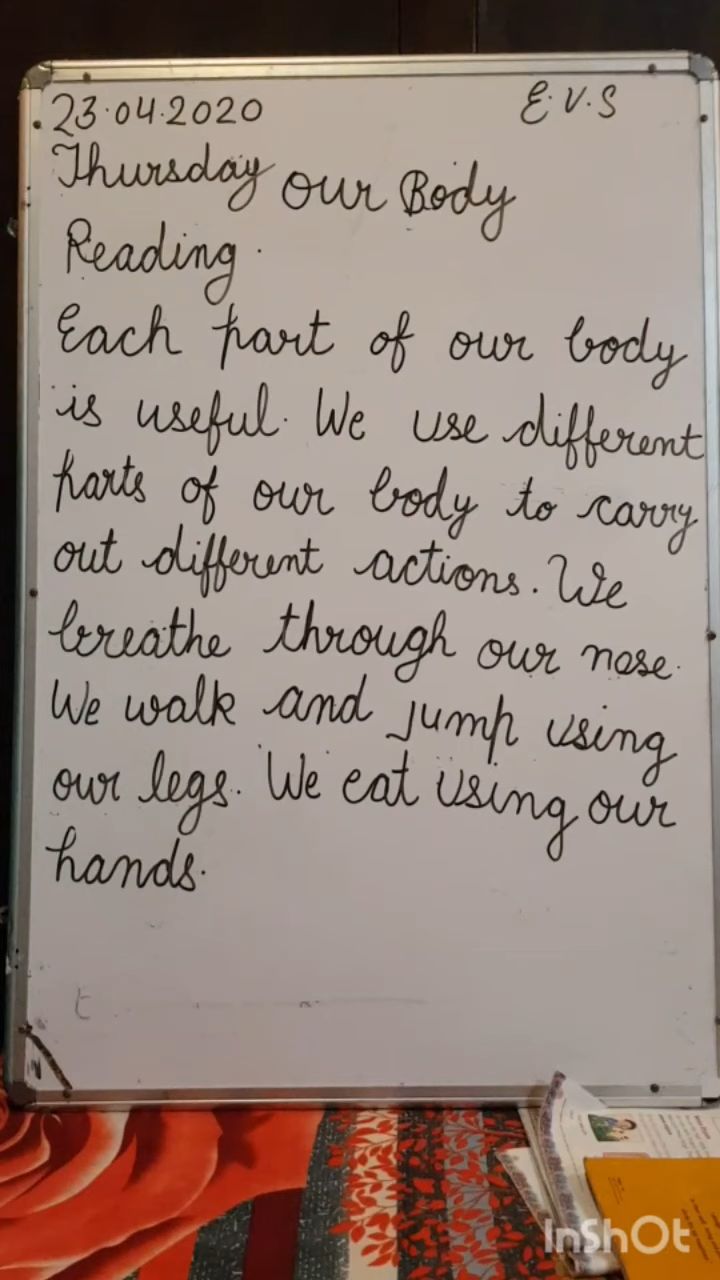 23.04.2020 E.V.S
Thursday Our Body
Reading.
Each part of our body
is useful. We use different
parts of our body to carry
out different actions. We
breathe through our nose.
We walk and jump using
our legs. We eat using our
hands.
InShOt